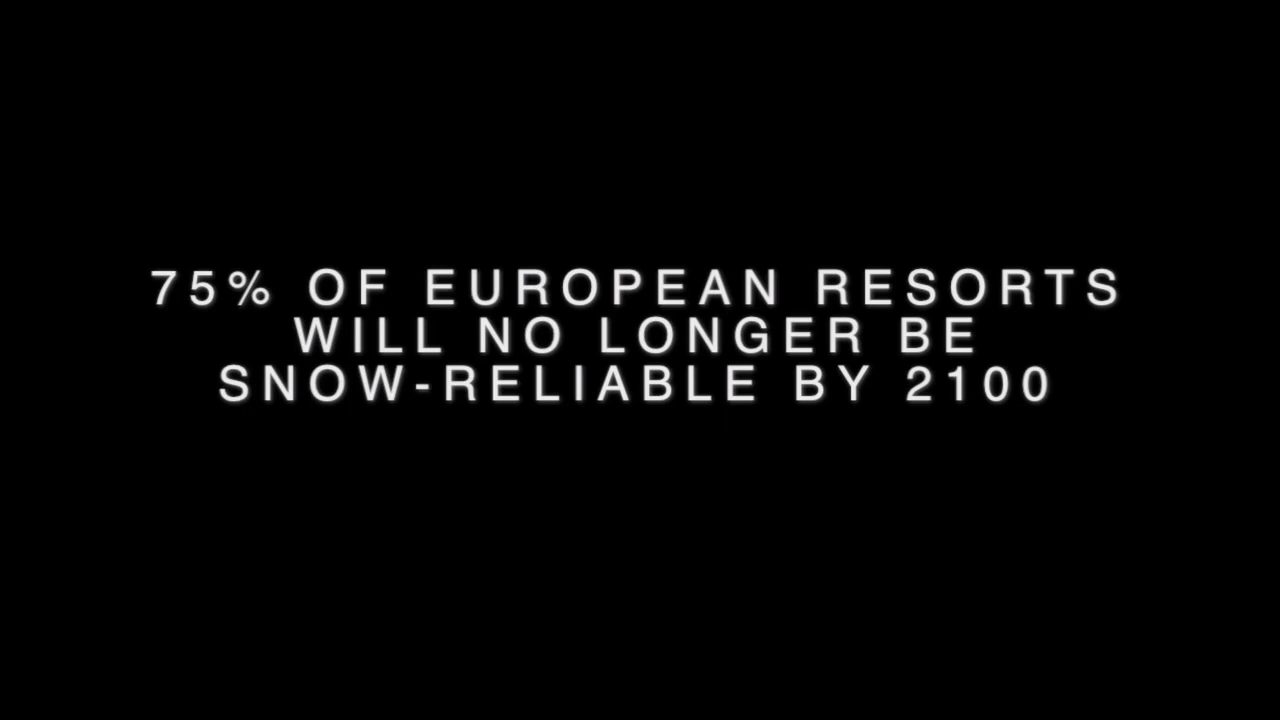 75% OF EUROPEAN RESORTS
WILL NO LONGER BE
SNOW-RELIABLE BY 2100